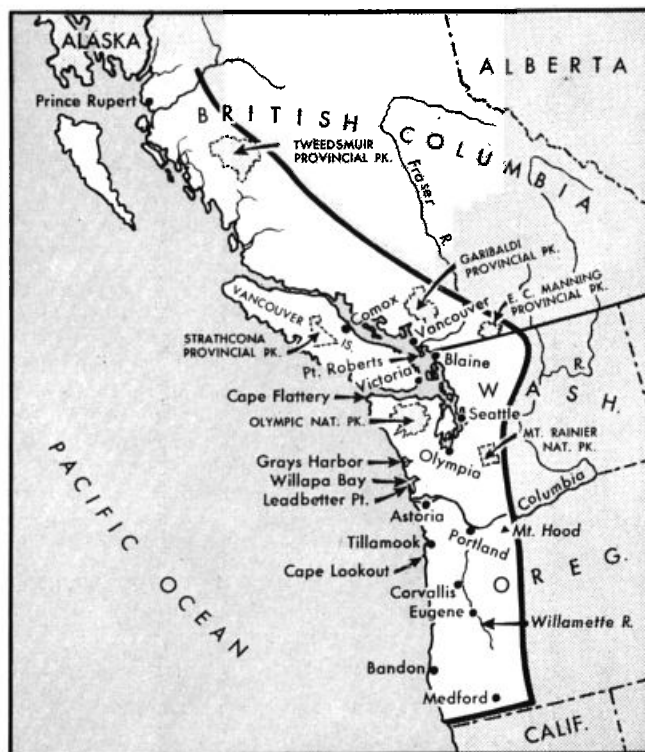 ALASKA
ALBERTA
Prince Rupert
BRITISH
COLUMBIA
TWEEDSMUIR
PROVINCIAL PK.
Fraser R.
GARIBALDI
PROVINCIAL PK.
E. C. MANNING
PROVINCIAL PK.
VANCOUVER
IS.
Comox
Vancouver
STRATHCONA
PROVINCIAL PK.
Pt. Roberts
Blaine
Victoria
R.
WASH.
Cape Flattery
OLYMPIC NAT. PK.
Seattle
MT. RAINIER
NAT. PK.
Olympia
Grays Harbor
Willapa Bay
Leadbetter Pt.
Columbia
Astoria
Portland
Mt. Hood
Tillamook
OREG.
Cape Lookout
Corvallis
Eugene
Willamette R.
PACIFIC OCEAN
Bandon
Medford
CALIF.